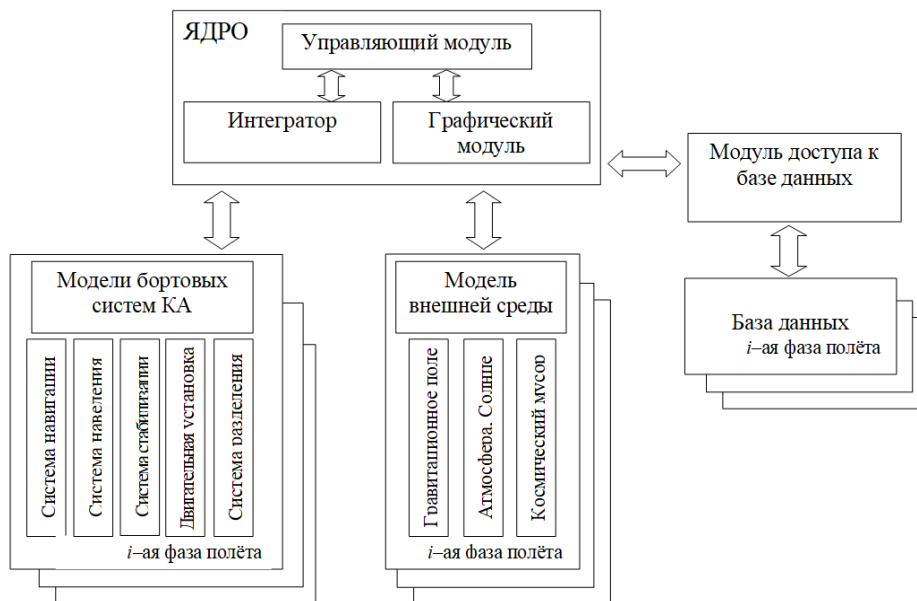 ЯДРО
Управляющий модуль
Интегратор
Графический
модуль
Модуль доступа к
базе данных
Модели бортовых
систем КА
Система навигации
Система наведения
Система стабилизации
Двигательная установка
Система разделения
i–ая фаза полёта
Модель
внешней среды
Гравитационное поле
Атмосфера. Солнце
Космический мусор
i–ая фаза полёта
База данных
i–ая фаза полёта